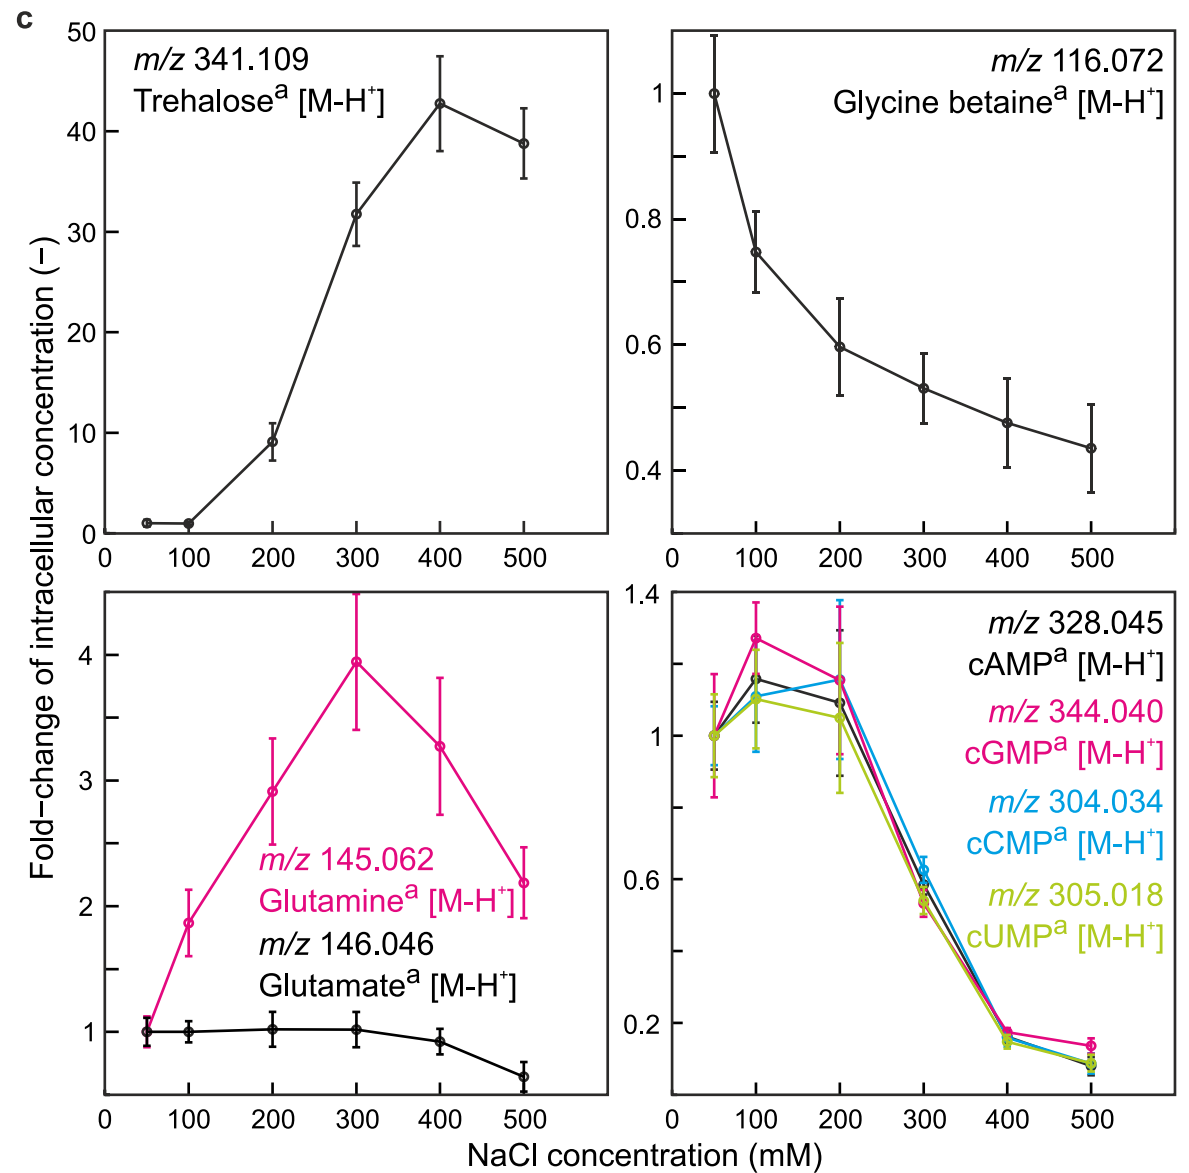 c
Fold−change of intracellular concentration (−)
m/z 341.109
Trehaloseᵃ [M-H⁺]
50
40
30
20
10
0
0 100 200 300 400 500
m/z 116.072
Glycine betaineᵃ [M-H⁺]
1
0.8
0.6
0.4
0 100 200 300 400 500
4
3
2
1
m/z 145.062
Glutamineᵃ [M-H⁺]
m/z 146.046
Glutamateᵃ [M-H⁺]
0 100 200 300 400 500
1.4
1
0.6
0.2
m/z 328.045
cAMPᵃ [M-H⁺]
m/z 344.040
cGMPᵃ [M-H⁺]
m/z 304.034
cCMPᵃ [M-H⁺]
m/z 305.018
cUMPᵃ [M-H⁺]
0 100 200 300 400 500
NaCl concentration (mM)